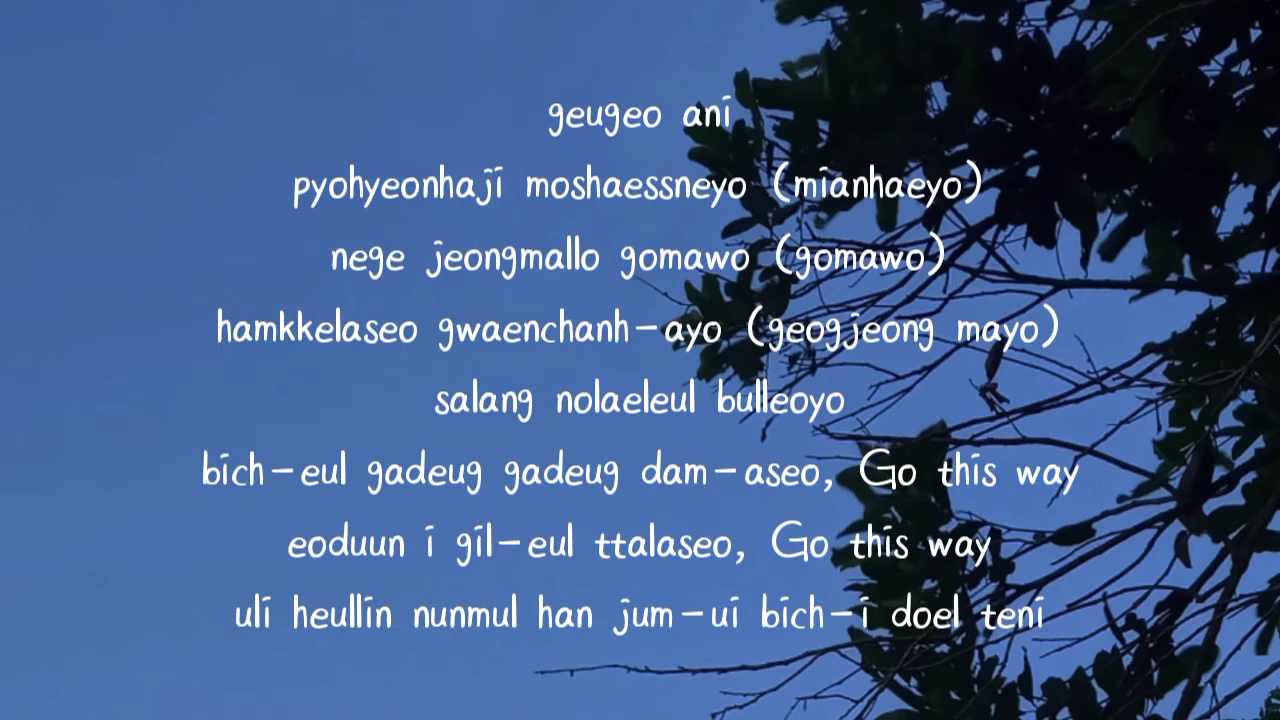 geugeo ani
pyohyeonhaji moshaessneyo (mianhaeyo)
nege jeongmallo gomawo (gomawo)
hamkkelaseo gwaenchanh-ayo (geogjeong mayo)
salang nolaeleul bulleoyo
bich-eul gadeug gadeug dam-aseo, Go this way
eoduun i gil-eul ttalaseo, Go this way
uli heullin nunmul han jum-ui bich-i doel teni